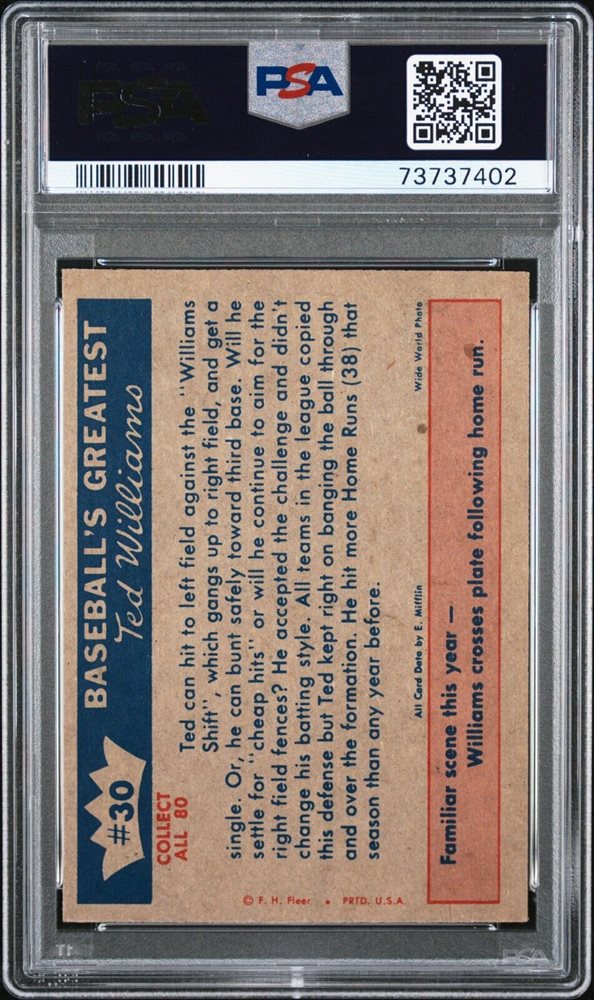 PSA
PSA
73737402
#30
BASEBALL'S GREATEST
Ted Williams
COLLECT
ALL 80
Ted can hit to left field against the "Williams
Shift", which gangs up to right field, and get a
single. Or, he can bunt safely toward third base. Will he
settle for "cheap hits" or will he continue to aim for the
right field fences? He accepted the challenge and didn't
change his batting style. All teams in the league copied
this defense but Ted kept right on banging the ball through
and over the formation. He hit more Home Runs (38) that
season than any year before.
All Card Data by E. Mifflin
Wide World Photo
Familiar scene this year —
Williams crosses plate following home run.
© F. H. Fleer • PRTD. U.S.A.
PSA